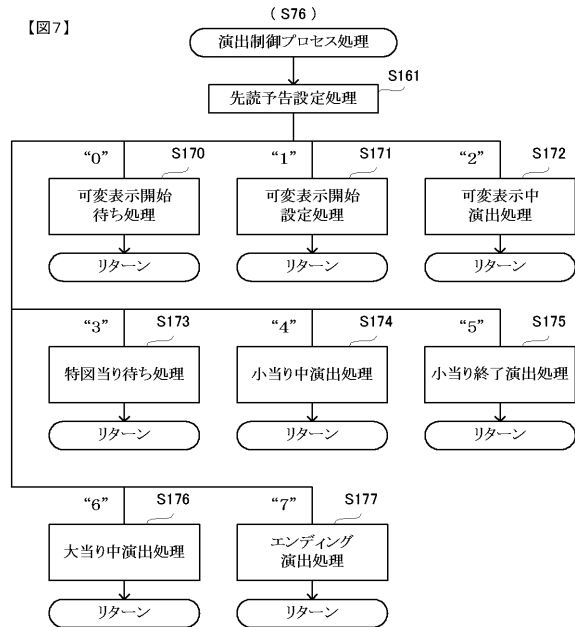 【図7】
( S76 )
演出制御プロセス処理
S161
先読予告設定処理
“0”
S170
可変表示開始
待ち処理
リターン
“1”
S171
可変表示開始
設定処理
リターン
“2”
S172
可変表示中
演出処理
リターン
“3”
S173
特図当り待ち処理
リターン
“4”
S174
小当り中演出処理
リターン
“5”
S175
小当り終了演出処理
リターン
“6”
S176
大当り中演出処理
リターン
“7”
S177
エンディング
演出処理
リターン